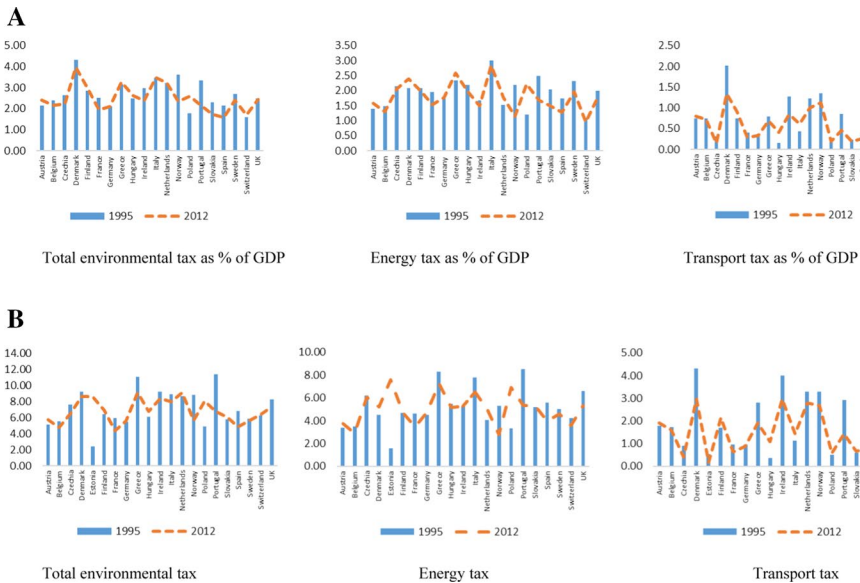 A
5.00
4.00
3.00
2.00
1.00
0.00
Austria
Belgium
Czechia
Denmark
Finland
France
Germany
Greece
Hungary
Ireland
Italy
Netherlands
Norway
Poland
Portugal
Slovakia
Spain
Sweden
Switzerland
UK
1995 2012
Total environmental tax as % of GDP
3.50
3.00
2.50
2.00
1.50
1.00
0.50
0.00
Austria
Belgium
Czechia
Denmark
Finland
France
Germany
Greece
Hungary
Ireland
Italy
Netherlands
Norway
Poland
Portugal
Slovakia
Spain
Sweden
Switzerland
UK
1995 2012
Energy tax as % of GDP
2.50
2.00
1.50
1.00
0.50
0.00
Austria
Belgium
Czechia
Denmark
Finland
France
Germany
Greece
Hungary
Ireland
Italy
Netherlands
Norway
Poland
Portugal
Slovakia
1995 2012
Transport tax as % of GDP
B
14.00
12.00
10.00
8.00
6.00
4.00
2.00
0.00
Austria
Belgium
Czechia
Denmark
Estonia
Finland
France
Germany
Greece
Hungary
Ireland
Italy
Netherlands
Norway
Poland
Portugal
Slovakia
Spain
Sweden
Switzerland
UK
1995 2012
Total environmental tax
10.00
8.00
6.00
4.00
2.00
0.00
Austria
Belgium
Czechia
Denmark
Estonia
Finland
France
Germany
Greece
Hungary
Ireland
Italy
Netherlands
Norway
Poland
Portugal
Slovakia
Spain
Sweden
Switzerland
UK
1995 2012
Energy tax
5.00
4.00
3.00
2.00
1.00
0.00
Austria
Belgium
Czechia
Denmark
Estonia
Finland
France
Germany
Greece
Hungary
Ireland
Italy
Netherlands
Norway
Poland
Portugal
Slovakia
1995 2012
Transport tax